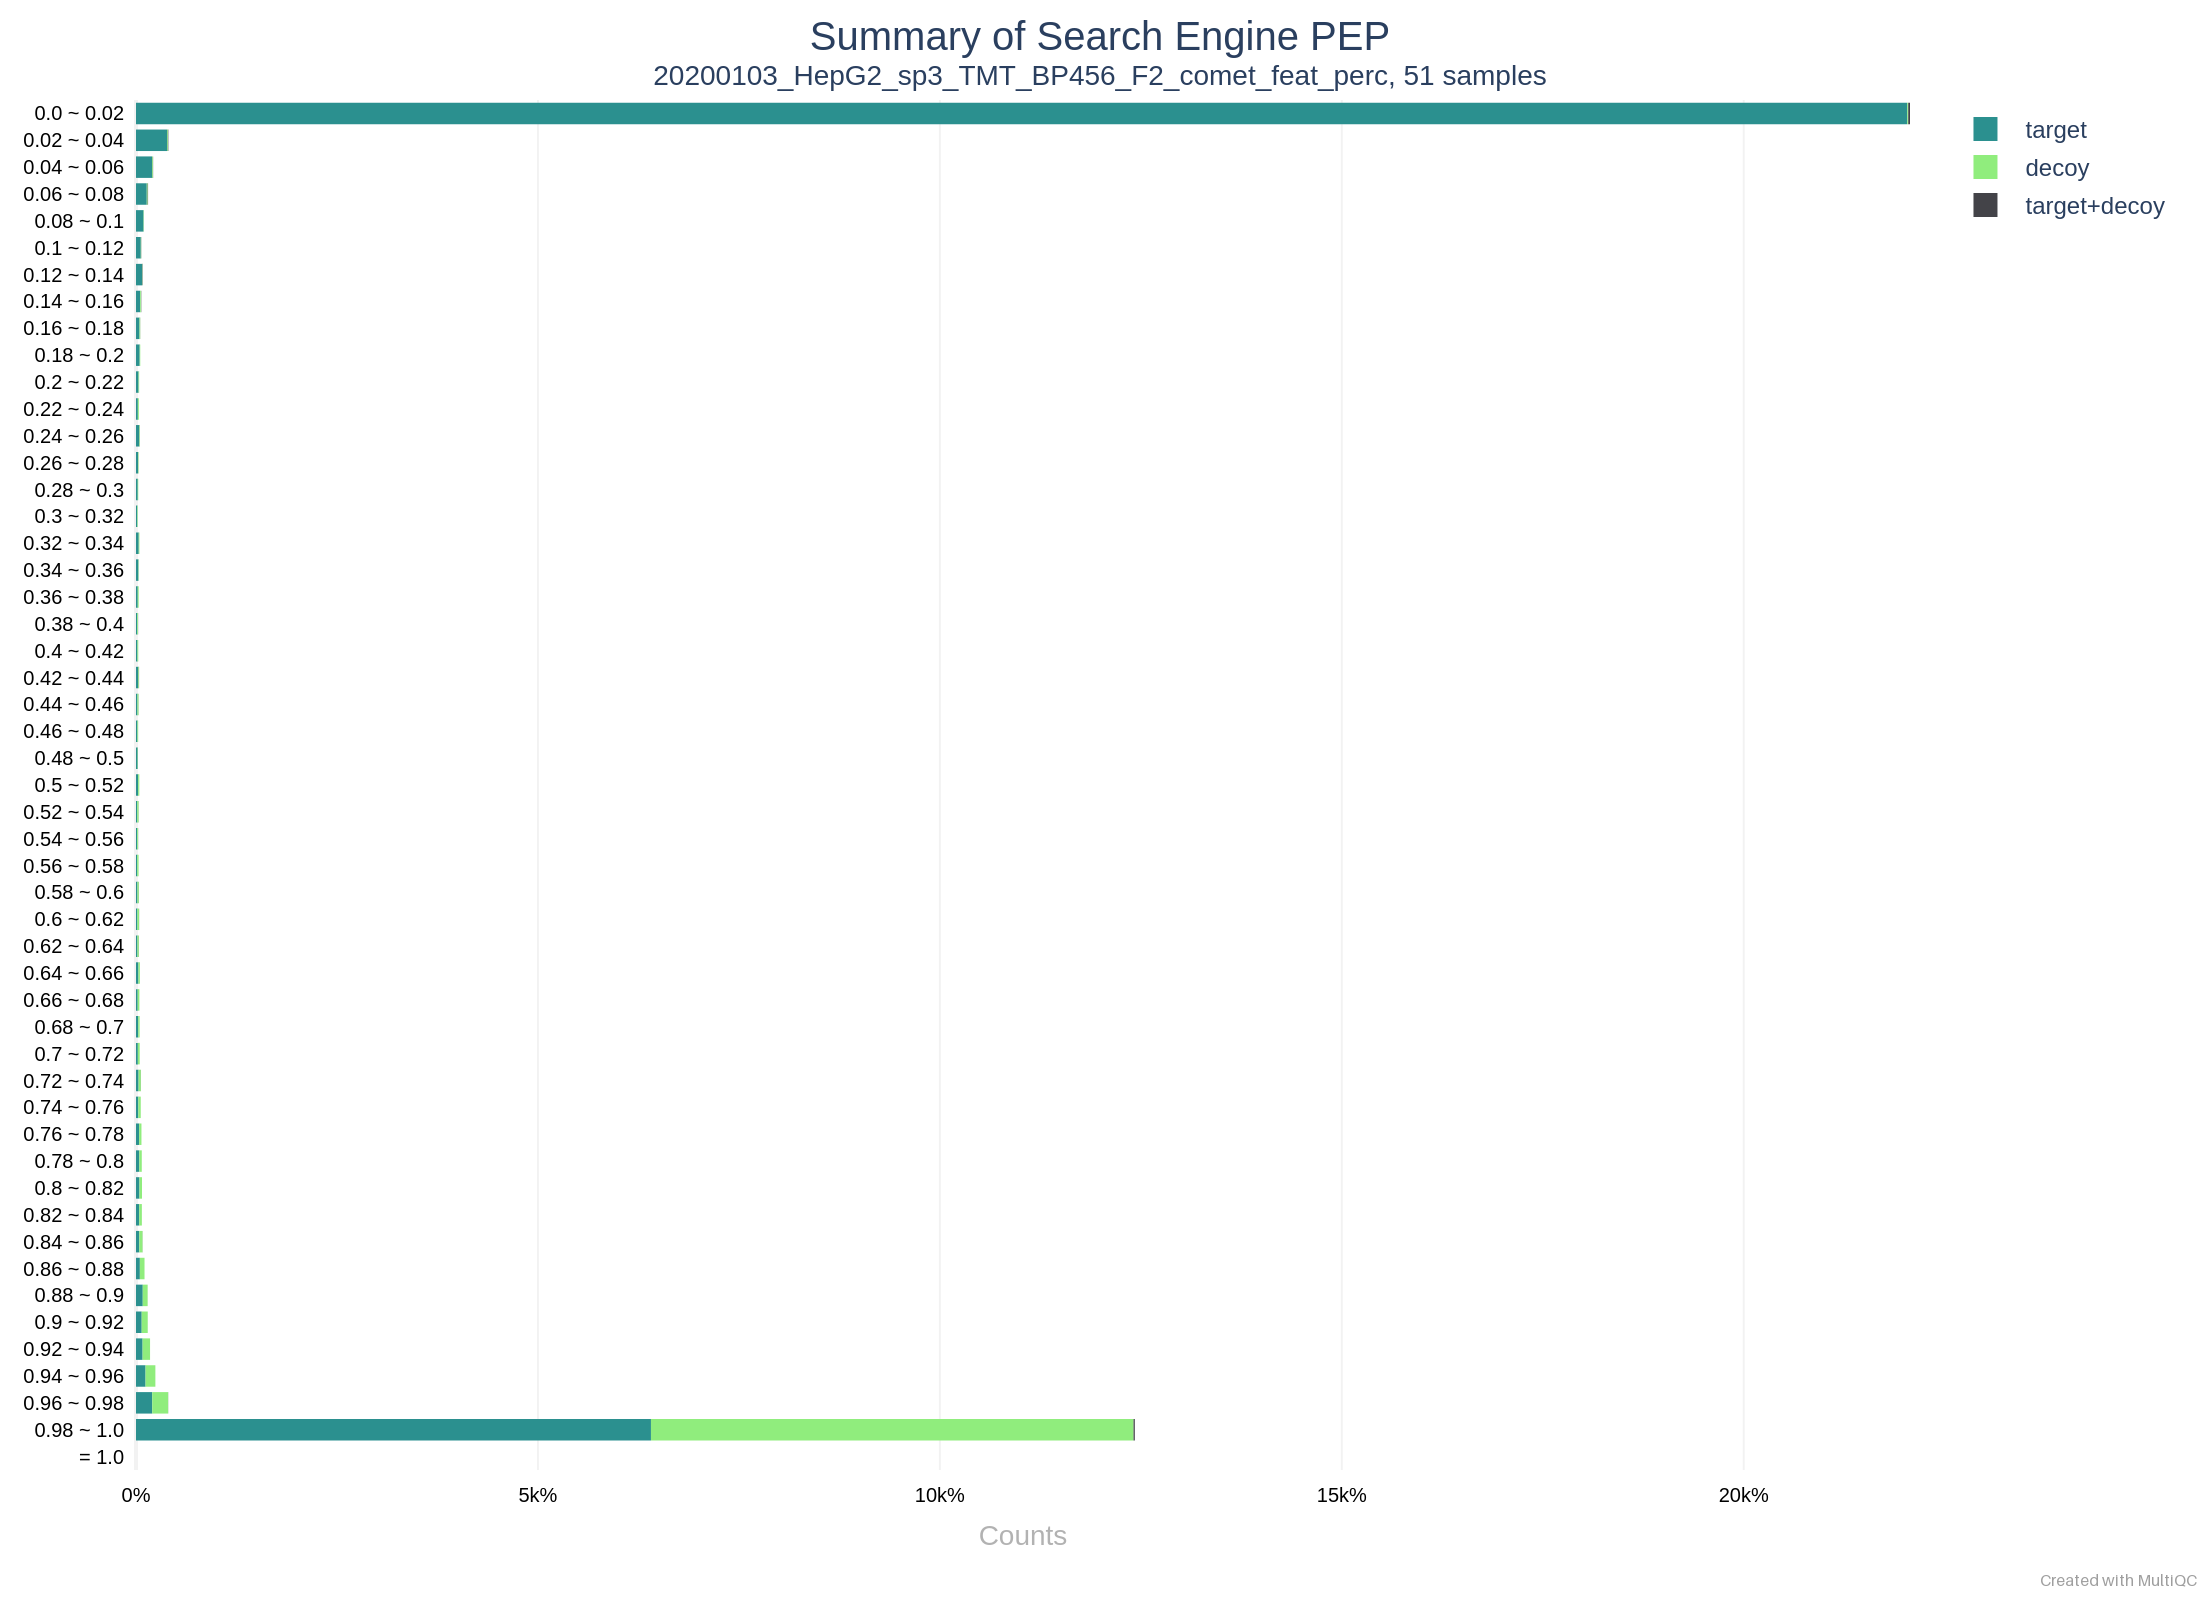 Summary of Search Engine PEP
20200103_HepG2_sp3_TMT_BP456_F2_comet_feat_perc, 51 samples
0.0 ~ 0.02
0.02 ~ 0.04
0.04 ~ 0.06
0.06 ~ 0.08
0.08 ~ 0.1
0.1 ~ 0.12
0.12 ~ 0.14
0.14 ~ 0.16
0.16 ~ 0.18
0.18 ~ 0.2
0.2 ~ 0.22
0.22 ~ 0.24
0.24 ~ 0.26
0.26 ~ 0.28
0.28 ~ 0.3
0.3 ~ 0.32
0.32 ~ 0.34
0.34 ~ 0.36
0.36 ~ 0.38
0.38 ~ 0.4
0.4 ~ 0.42
0.42 ~ 0.44
0.44 ~ 0.46
0.46 ~ 0.48
0.48 ~ 0.5
0.5 ~ 0.52
0.52 ~ 0.54
0.54 ~ 0.56
0.56 ~ 0.58
0.58 ~ 0.6
0.6 ~ 0.62
0.62 ~ 0.64
0.64 ~ 0.66
0.66 ~ 0.68
0.68 ~ 0.7
0.7 ~ 0.72
0.72 ~ 0.74
0.74 ~ 0.76
0.76 ~ 0.78
0.78 ~ 0.8
0.8 ~ 0.82
0.82 ~ 0.84
0.84 ~ 0.86
0.86 ~ 0.88
0.88 ~ 0.9
0.9 ~ 0.92
0.92 ~ 0.94
0.94 ~ 0.96
0.96 ~ 0.98
0.98 ~ 1.0
= 1.0
0% 5k% 10k% 15k% 20k%
Counts
target
decoy
target+decoy
Created with MultiQC